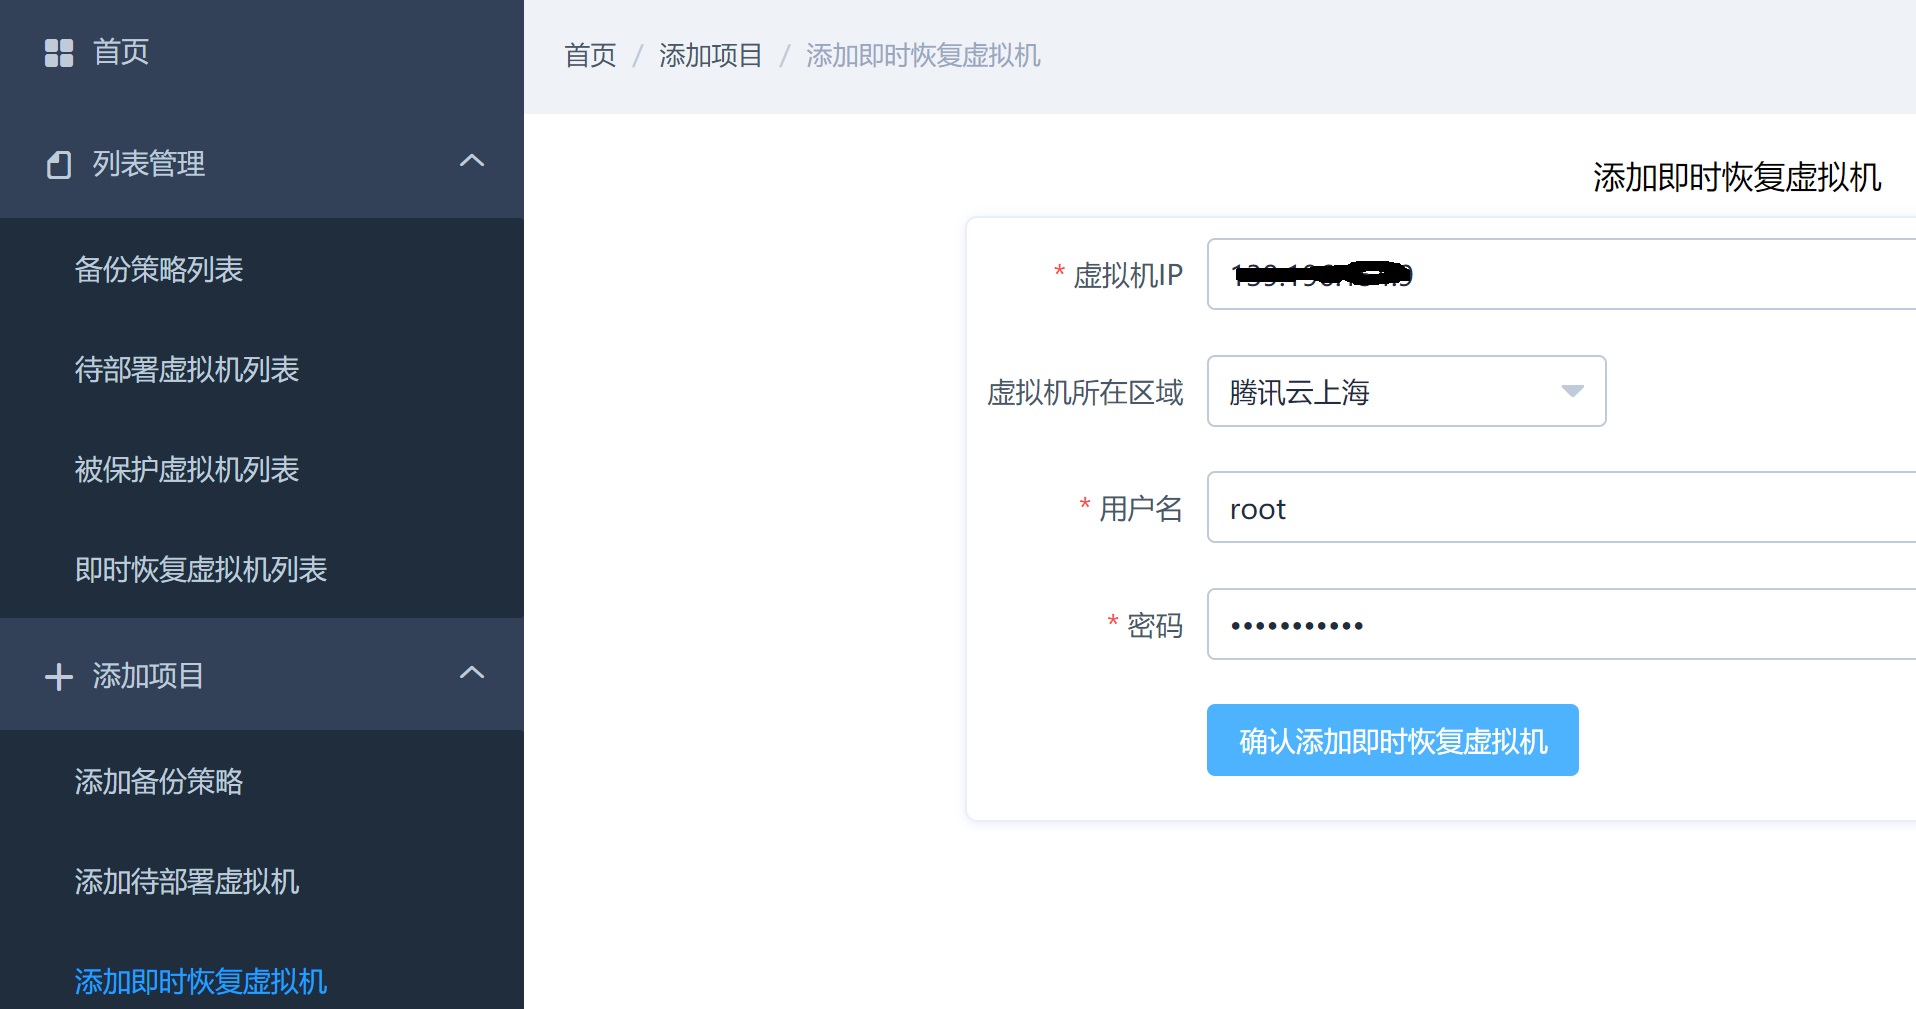 首页
列表管理
备份策略列表
待部署虚拟机列表
被保护虚拟机列表
即时恢复虚拟机列表
添加项目
添加备份策略
添加待部署虚拟机
添加即时恢复虚拟机
首页 / 添加项目 / 添加即时恢复虚拟机
添加即时恢复虚拟机
* 虚拟机IP
虚拟机所在区域 腾讯云上海
* 用户名 root
* 密码 •••••••••••
确认添加即时恢复虚拟机